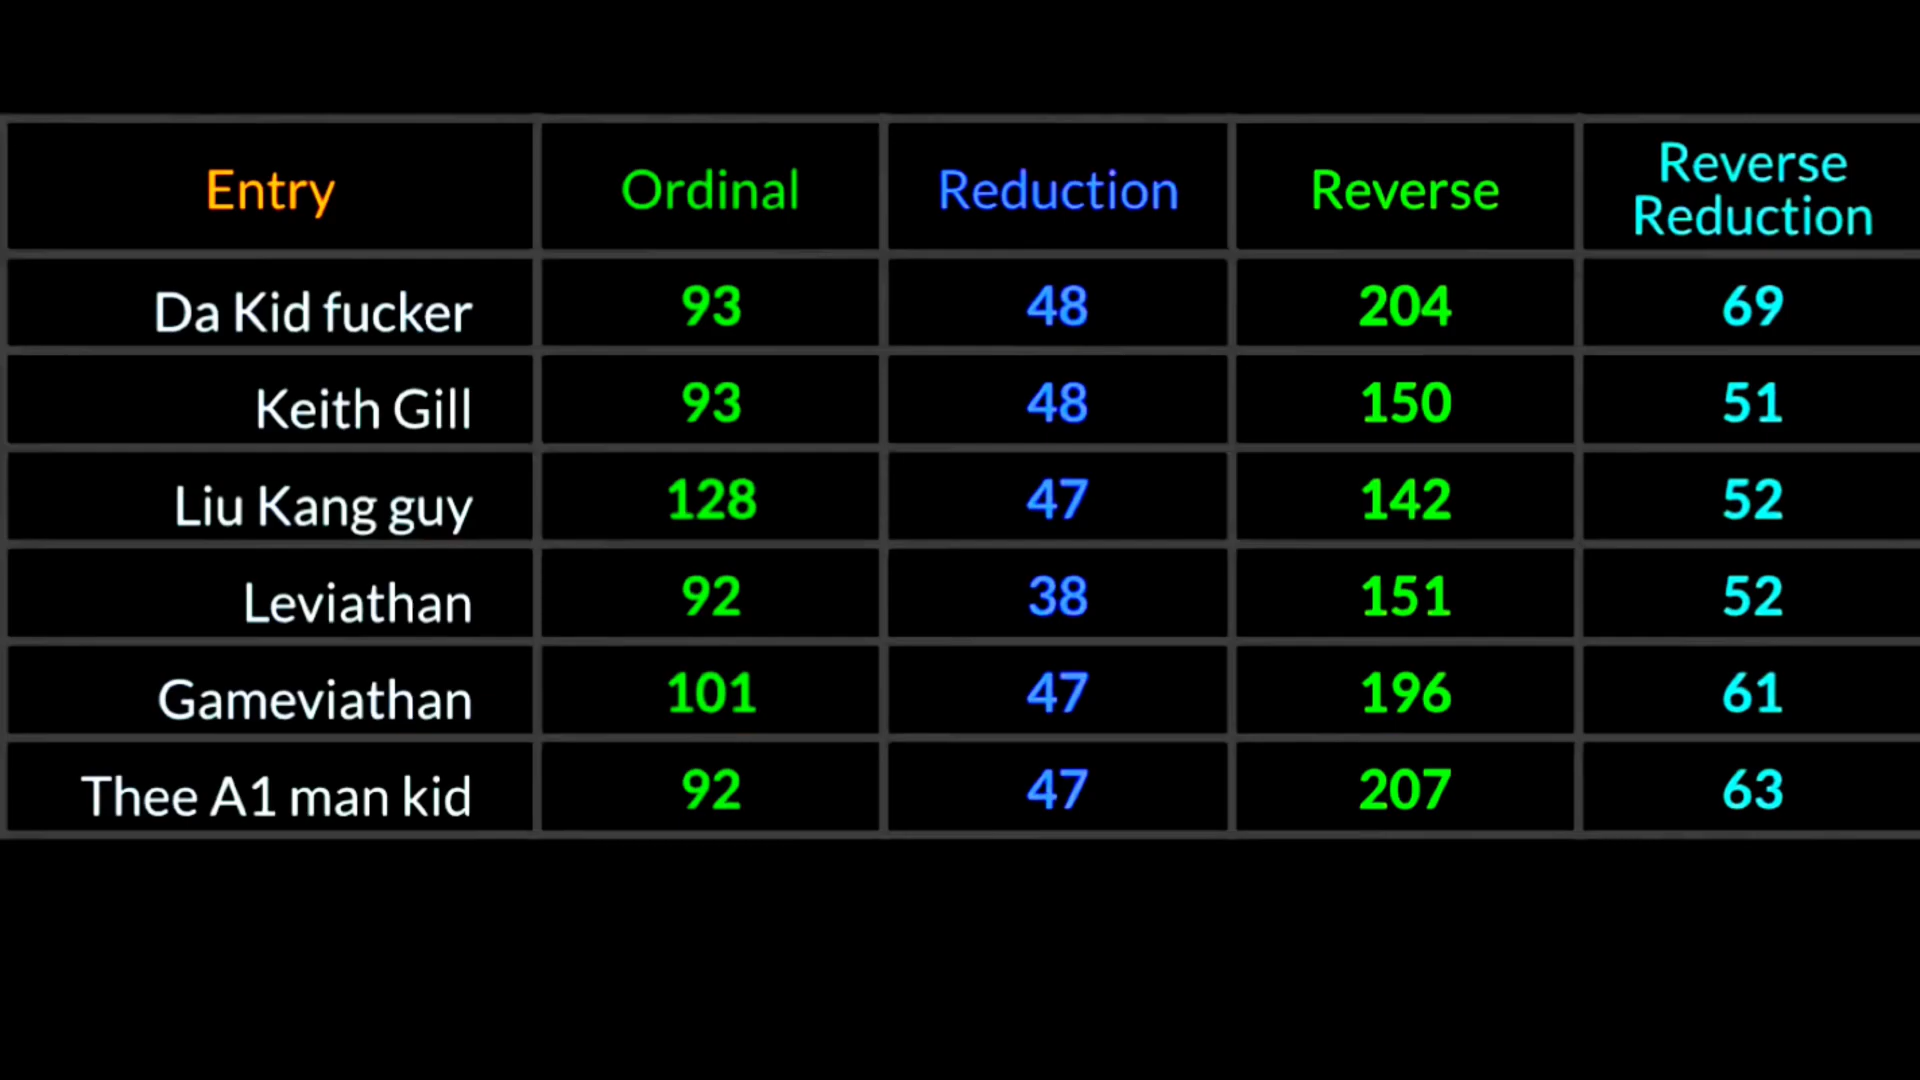 Entry Ordinal Reduction Reverse Reverse Reduction
Da Kid fucker 93 48 204 69
Keith Gill 93 48 150 51
Liu Kang guy 128 47 142 52
Leviathan 92 38 151 52
Gameviathan 101 47 196 61
Thee A1 man kid 92 47 207 63